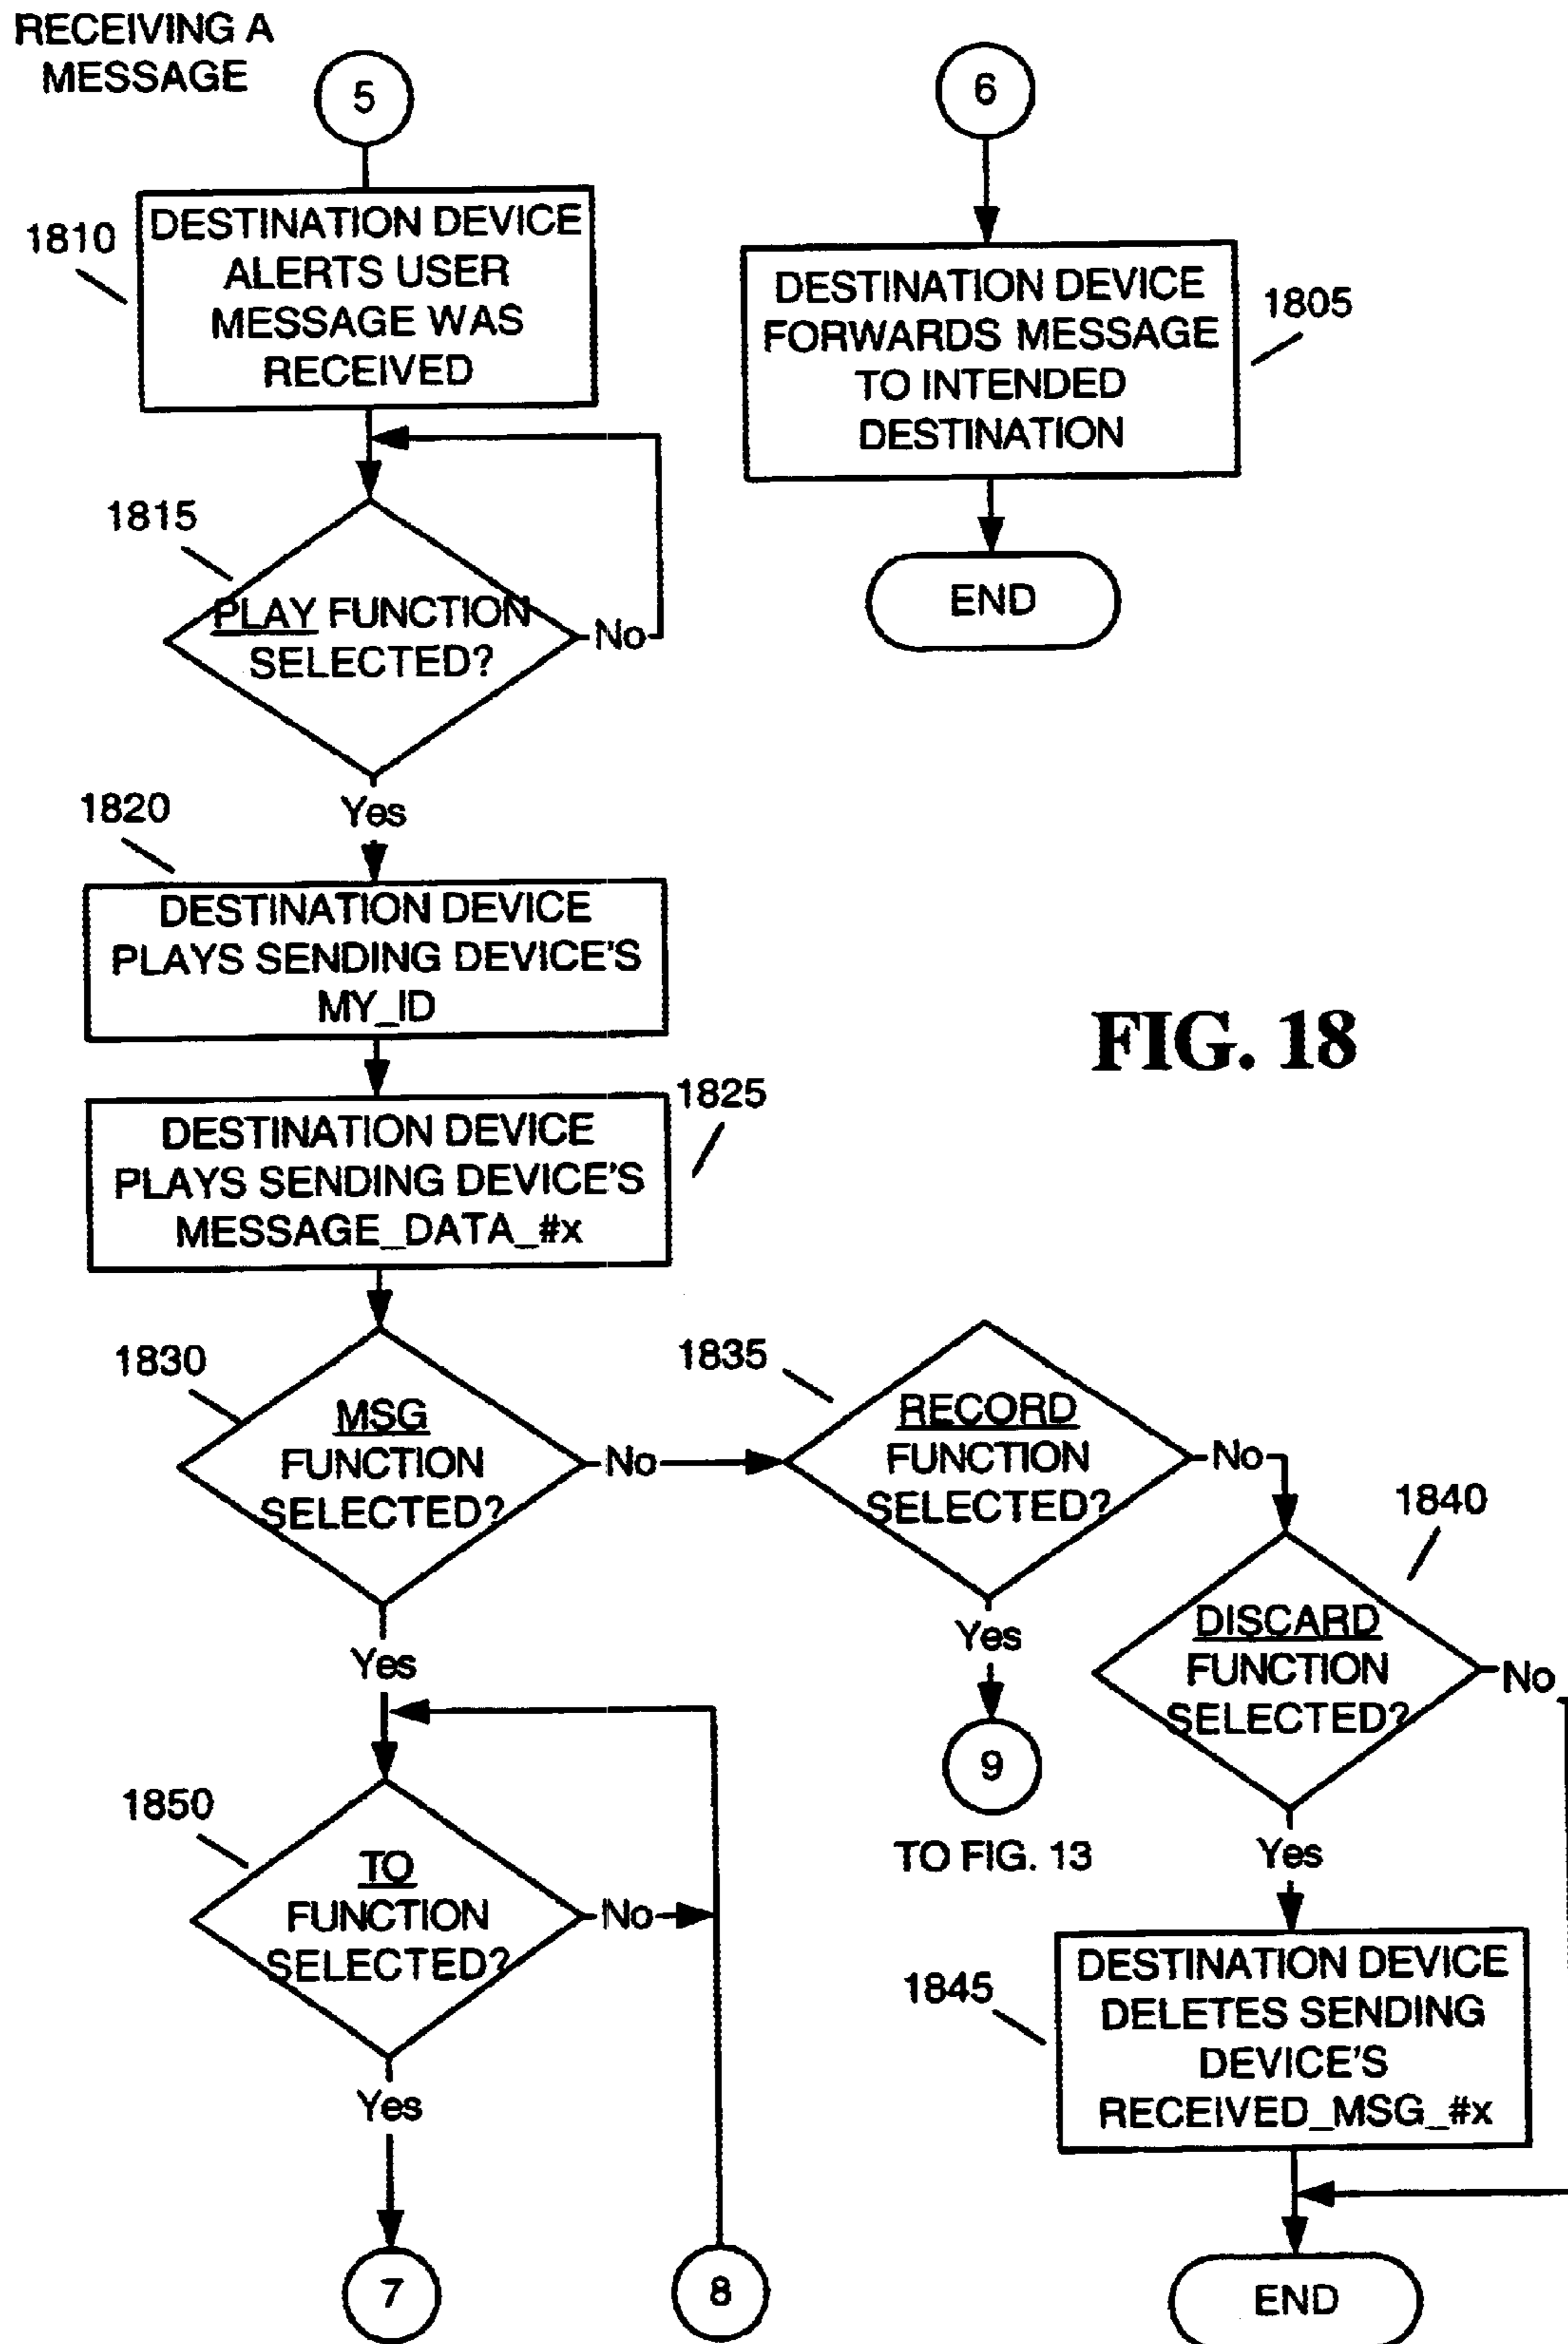 RECEIVING A
MESSAGE
5
1810
DESTINATION DEVICE
ALERTS USER
MESSAGE WAS
RECEIVED
1815
PLAY FUNCTION
SELECTED?
No
Yes
1820
DESTINATION DEVICE
PLAYS SENDING DEVICE'S
MY_ID
1825
DESTINATION DEVICE
PLAYS SENDING DEVICE'S
MESSAGE_DATA_#x
1830
MSG
FUNCTION
SELECTED?
No
Yes
1850
TO
FUNCTION
SELECTED?
No
Yes
7
8
6
DESTINATION DEVICE
FORWARDS MESSAGE
TO INTENDED
DESTINATION
1805
END
FIG. 18
1835
RECORD
FUNCTION
SELECTED?
No
Yes
9
TO FIG. 13
1840
DISCARD
FUNCTION
SELECTED?
No
Yes
1845
DESTINATION DEVICE
DELETES SENDING
DEVICE'S
RECEIVED_MSG_#x
END